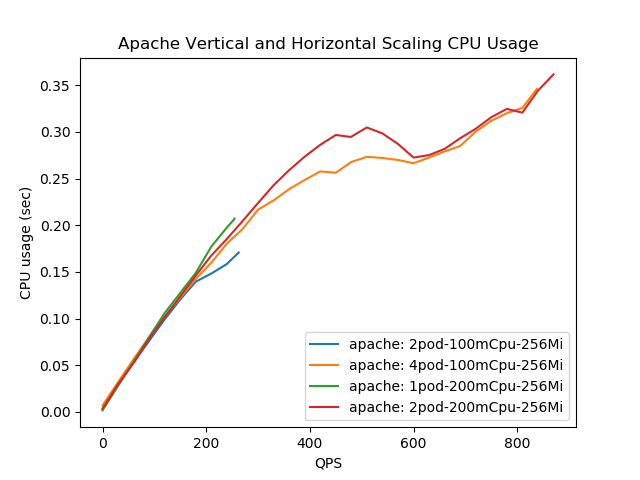 Apache Vertical and Horizontal Scaling CPU Usage
CPU usage (sec)
0.35
0.30
0.25
0.20
0.15
0.10
0.05
0.00
apache: 2pod-100mCpu-256Mi
apache: 4pod-100mCpu-256Mi
apache: 1pod-200mCpu-256Mi
apache: 2pod-200mCpu-256Mi
0 200 400 600 800
QPS